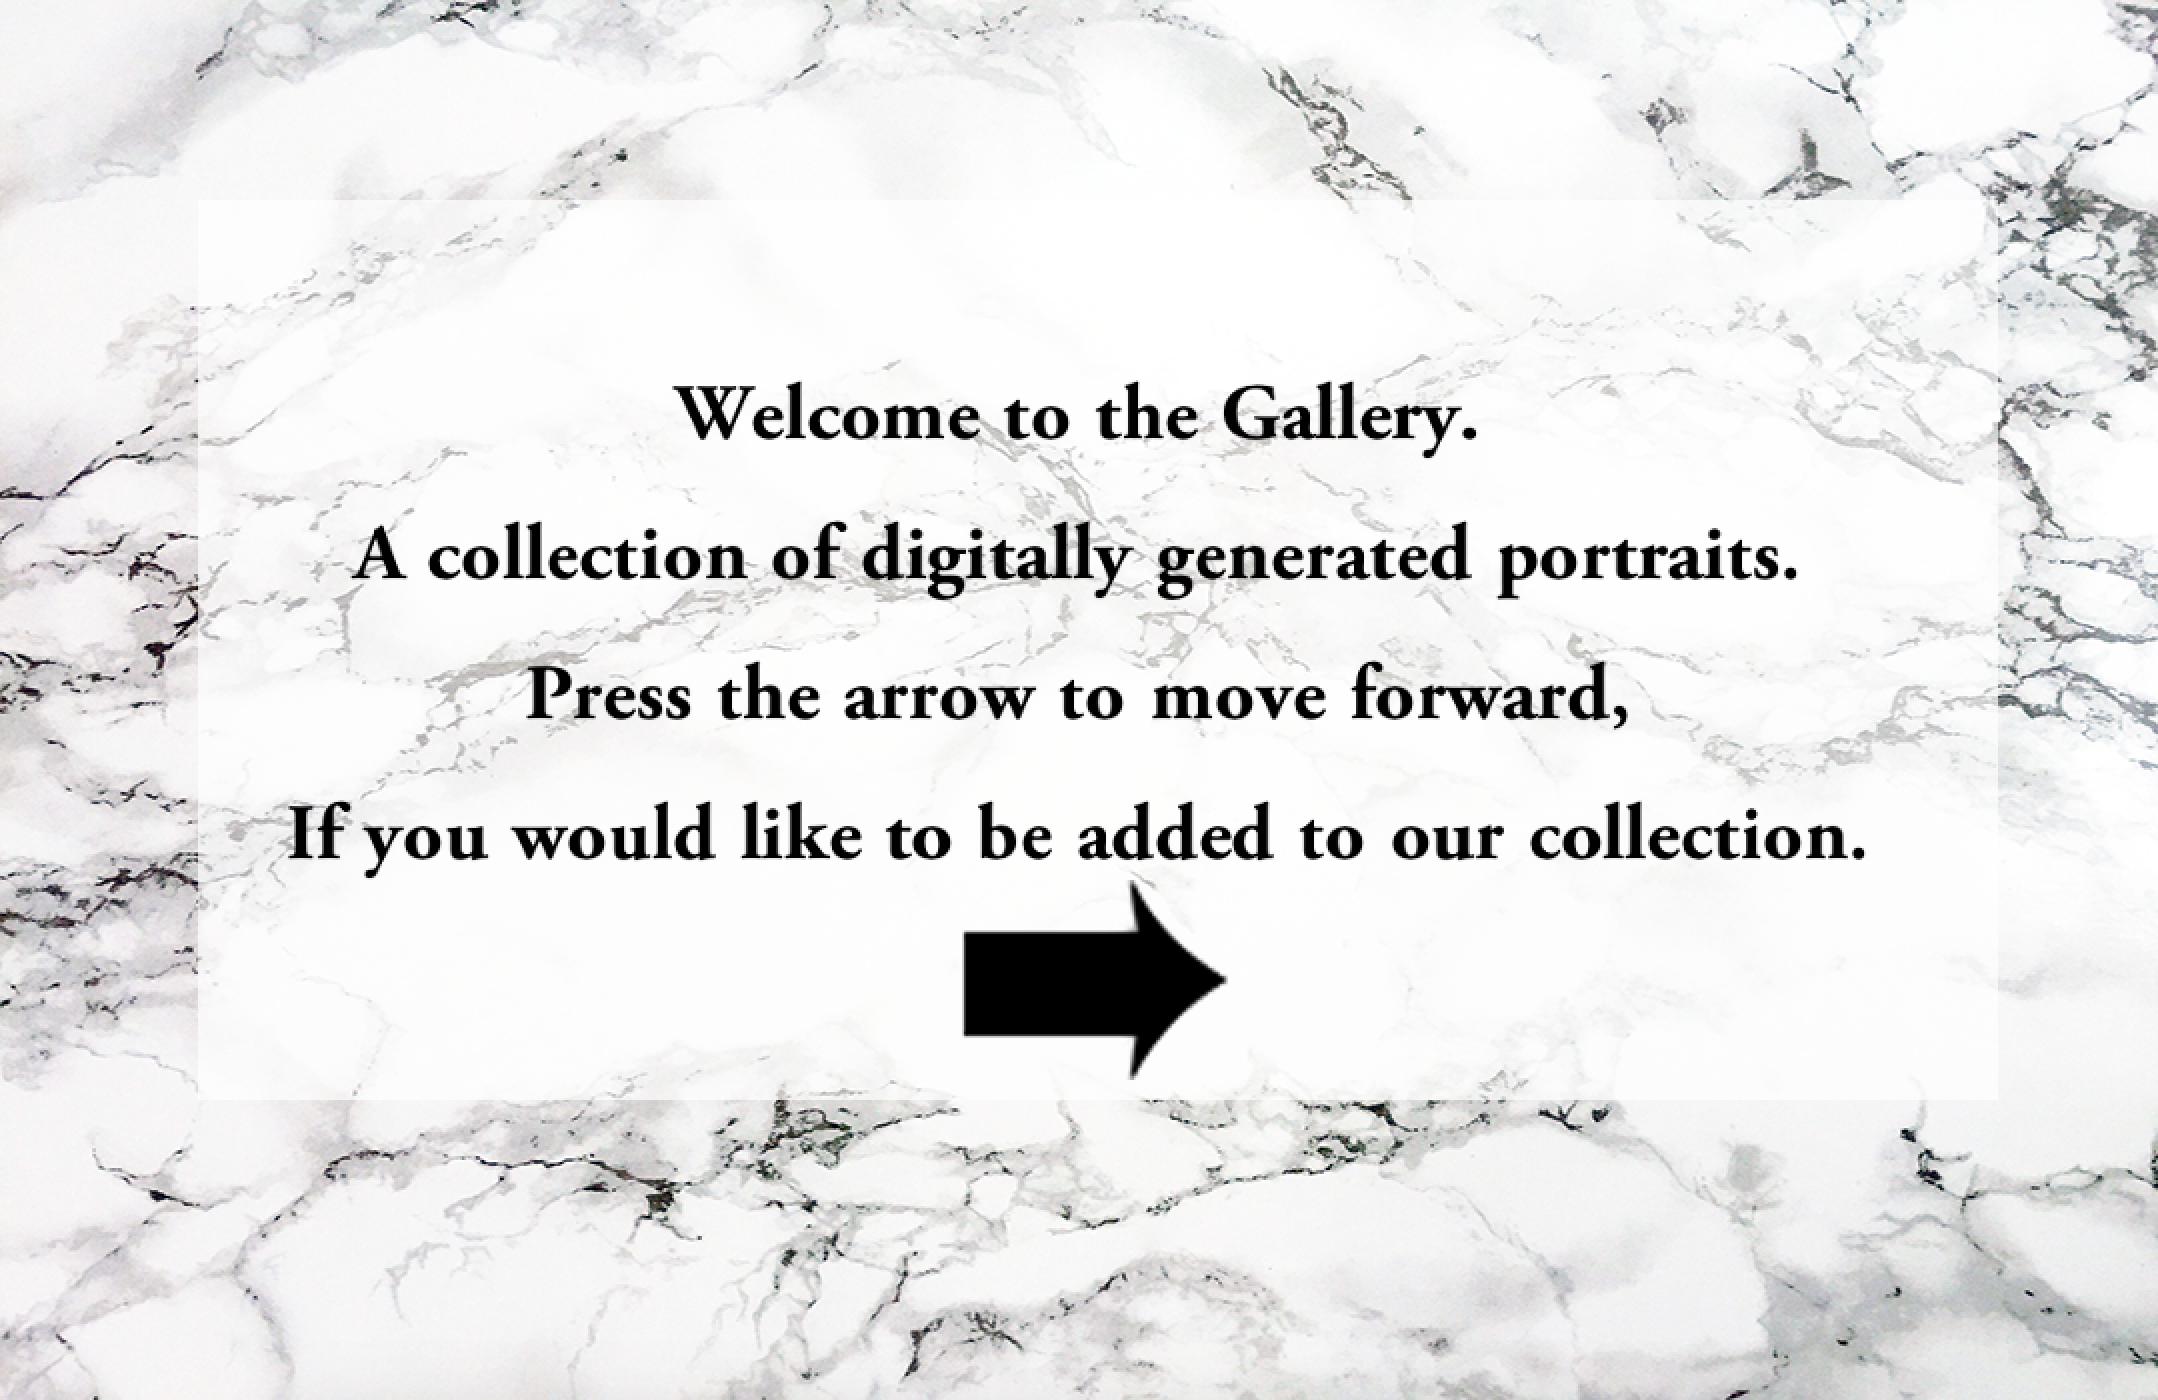 Welcome to the Gallery.
A collection of digitally generated portraits.
Press the arrow to move forward,
If you would like to be added to our collection.